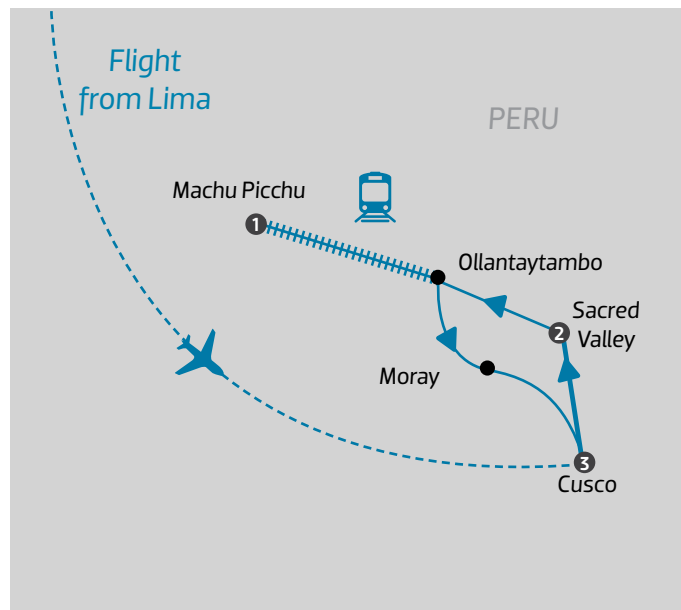 Flight
from Lima
PERU
Machu Picchu
1
Ollantaytambo
Sacred
2
Valley
Moray
3
Cusco